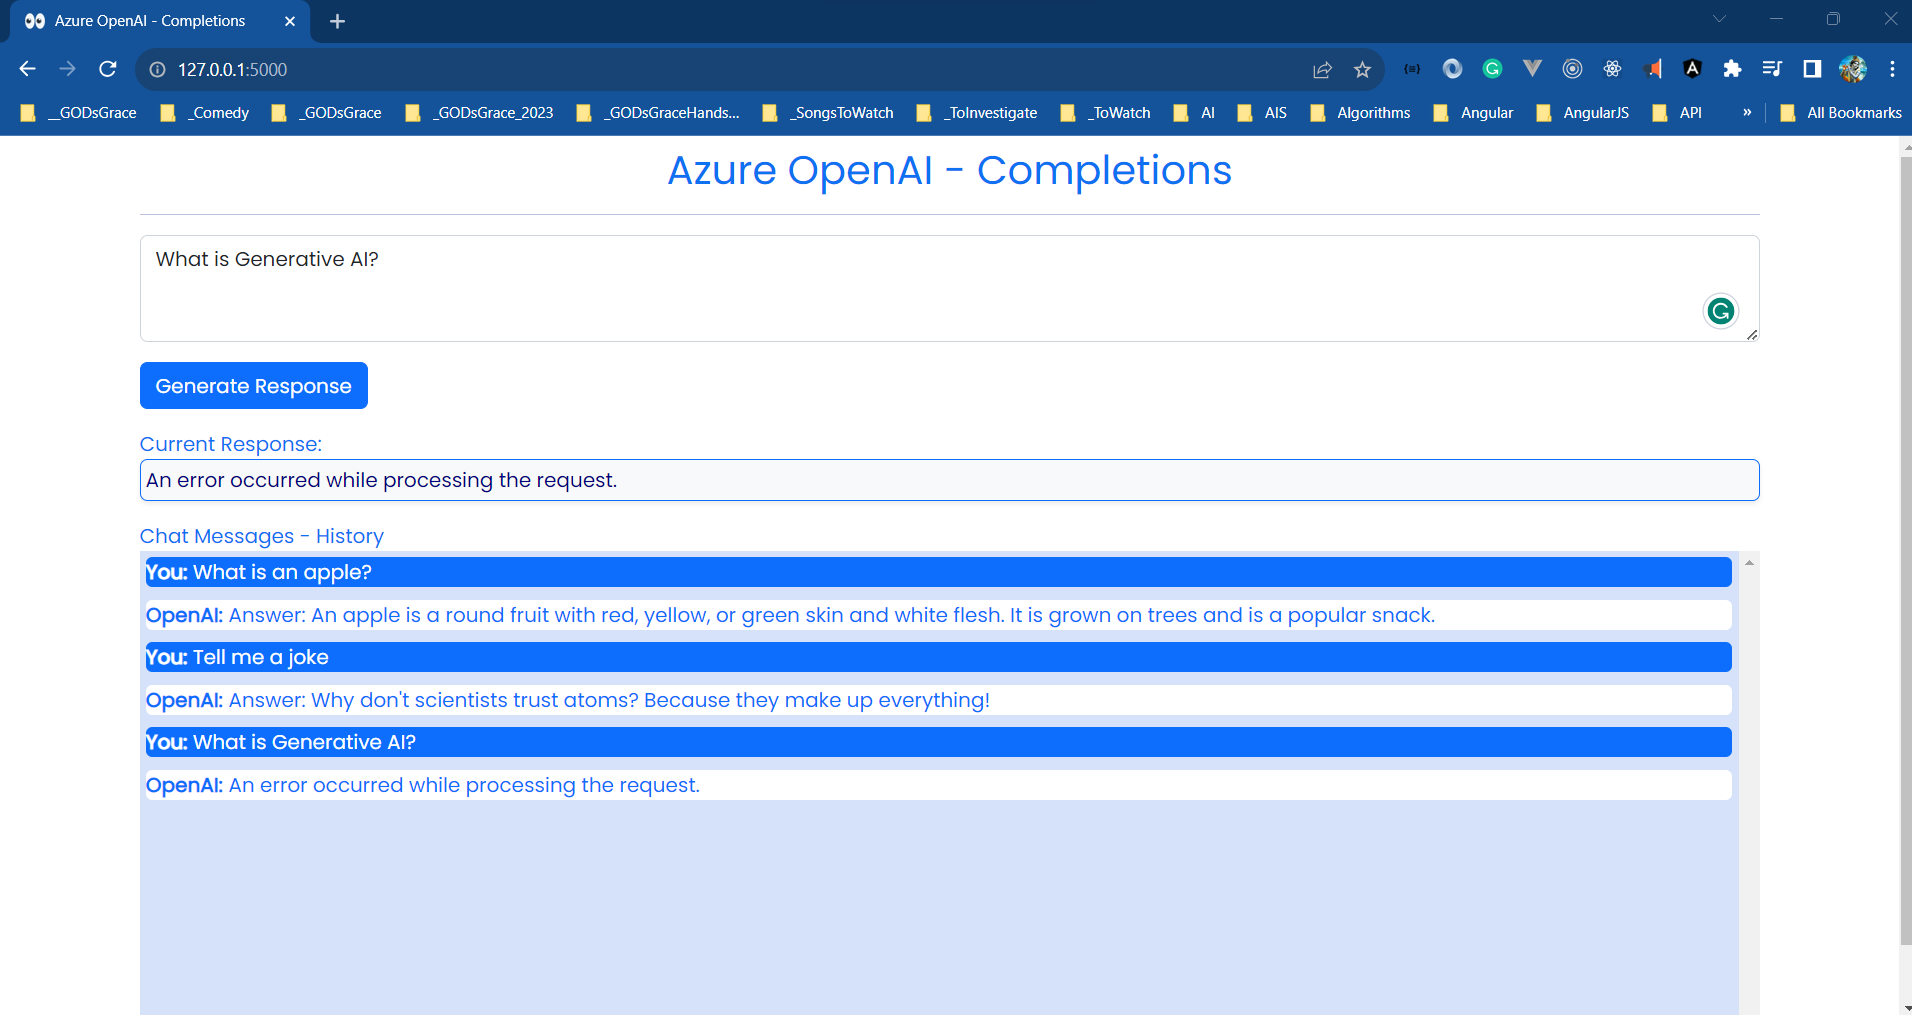 Azure OpenAI - Completions
127.0.0.1:5000
__GODsGrace _Comedy _GODsGrace _GODsGrace_2023 _GODsGraceHands... _SongsToWatch _ToInvestigate _ToWatch AI AIS Algorithms Angular AngularJS API » All Bookmarks
Azure OpenAI - Completions
What is Generative AI?
Generate Response
Current Response:
An error occurred while processing the request.
Chat Messages - History
You: What is an apple?
OpenAI: Answer: An apple is a round fruit with red, yellow, or green skin and white flesh. It is grown on trees and is a popular snack.
You: Tell me a joke
OpenAI: Answer: Why don't scientists trust atoms? Because they make up everything!
You: What is Generative AI?
OpenAI: An error occurred while processing the request.